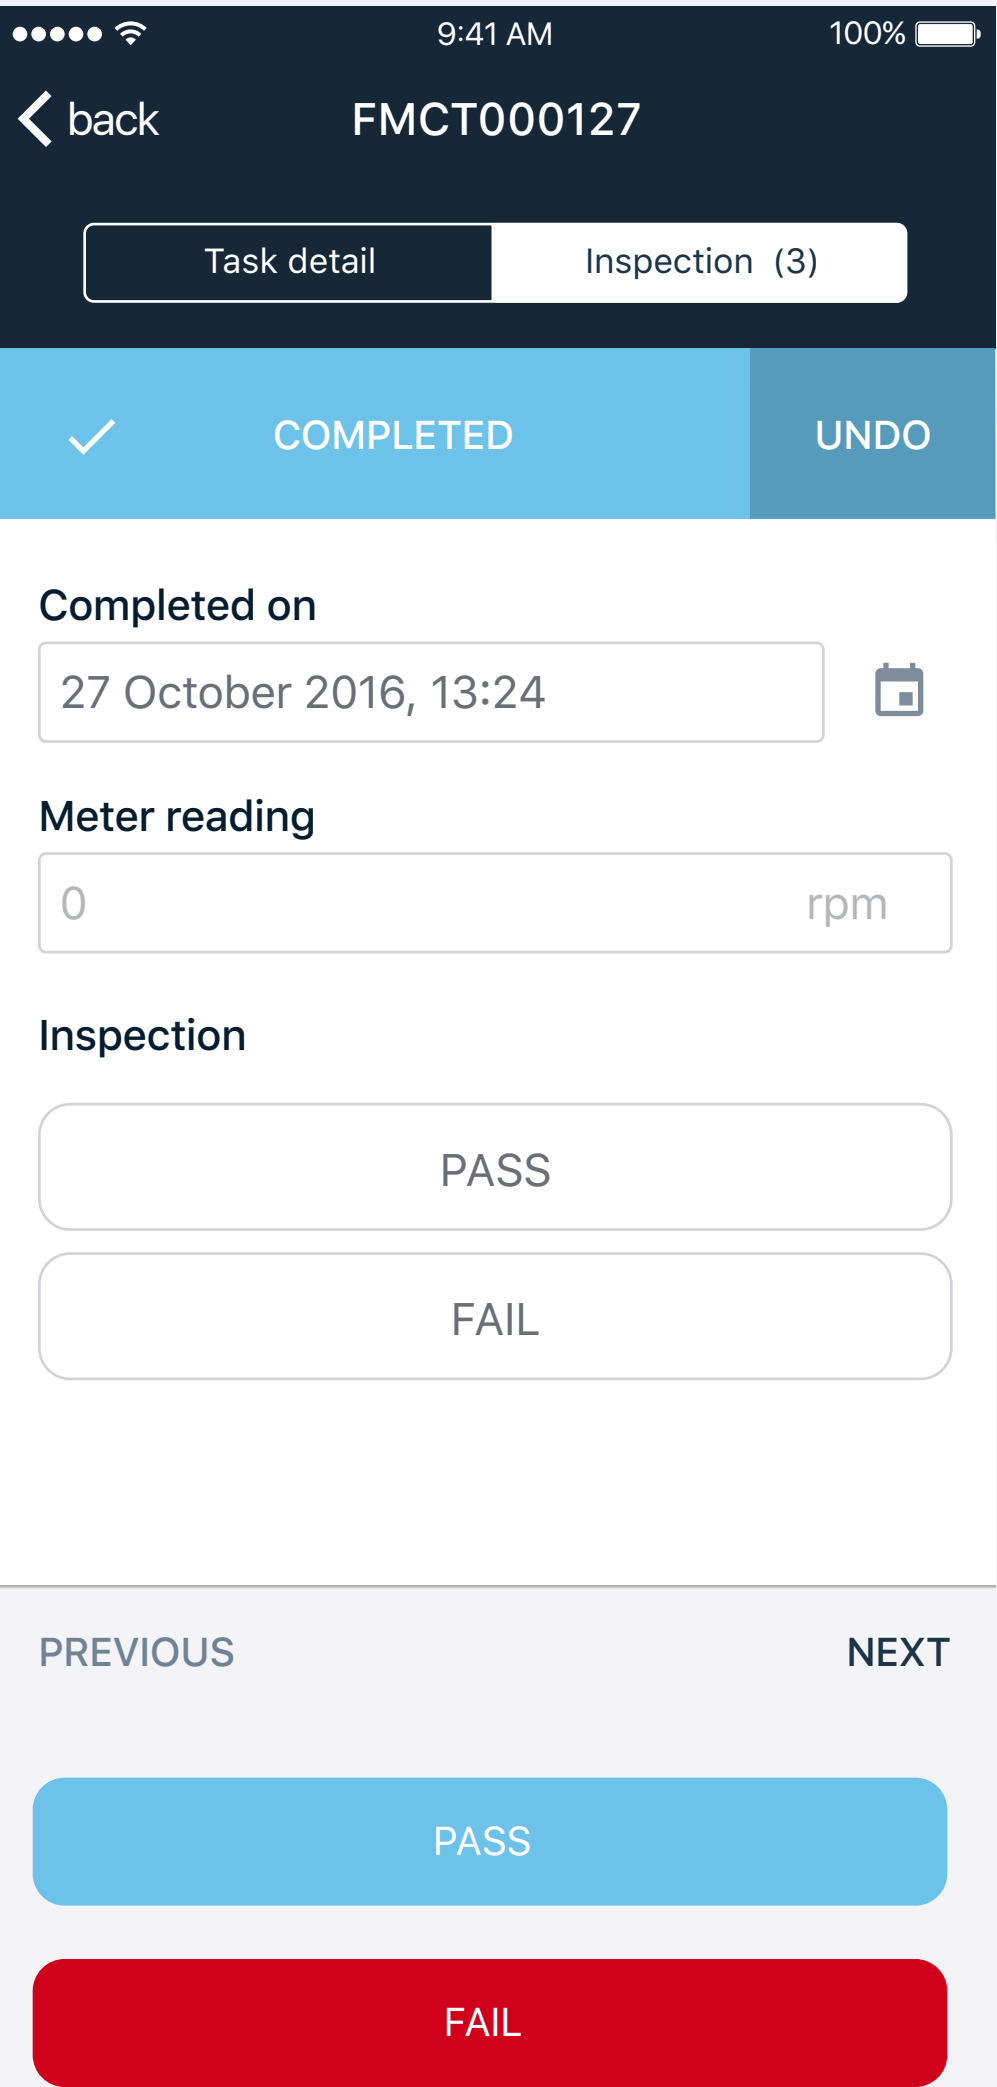 9:41 AM 100%
back FMCT000127
Task detail Inspection (3)
COMPLETED UNDO
Completed on
27 October 2016, 13:24
Meter reading
0 rpm
Inspection
PASS
FAIL
PREVIOUS NEXT
PASS
FAIL